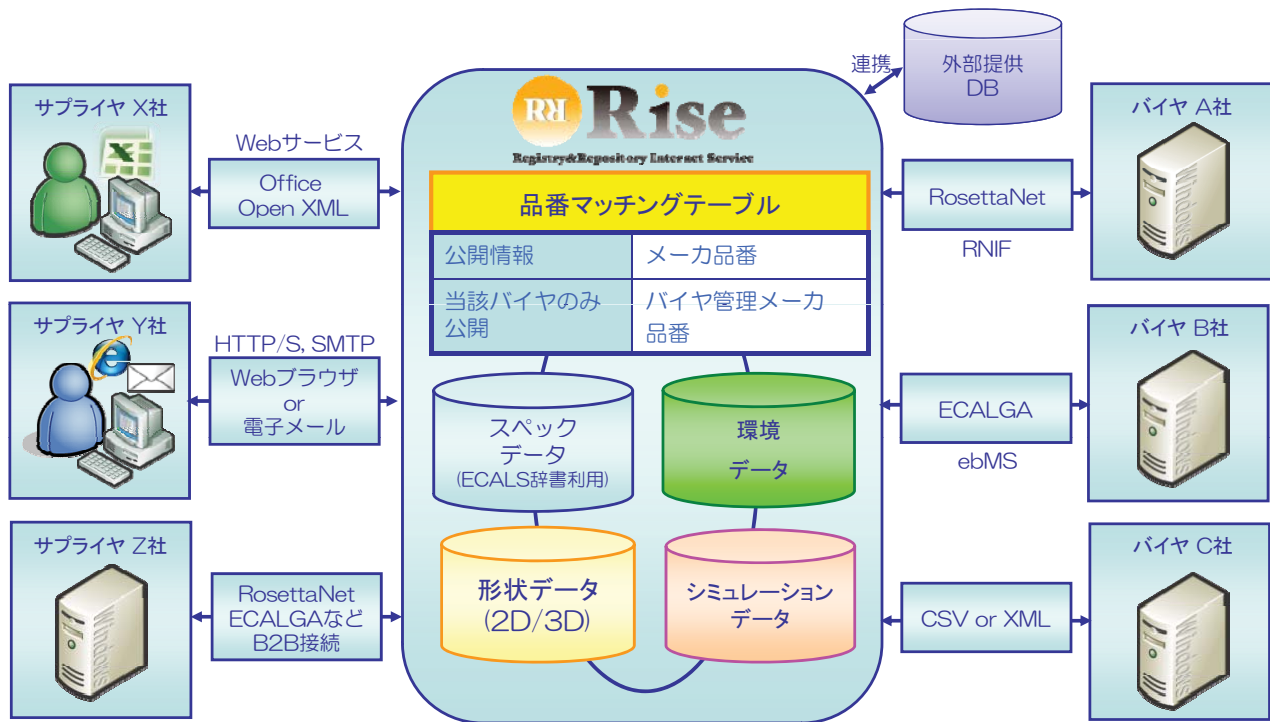 サプライヤ X社
Webサービス
Office
Open XML
サプライヤ Y社
HTTP/S, SMTP
Webブラウザ
or
電子メール
サプライヤ Z社
Windows
RosettaNet
ECALGAなど
B2B接続
RR Rise
Registry&Repository Internet Service
品番マッチングテーブル
公開情報
メーカ品番
当該バイヤのみ
公開
バイヤ管理メーカ
品番
スペック
データ
(ECALS辞書利用)
環境
データ
形状データ
(2D/3D)
シミュレーション
データ
連携
外部提供
DB
バイヤ A社
Windows
RosettaNet
RNIF
バイヤ B社
Windows
ECALGA
ebMS
バイヤ C社
Windows
CSV or XML